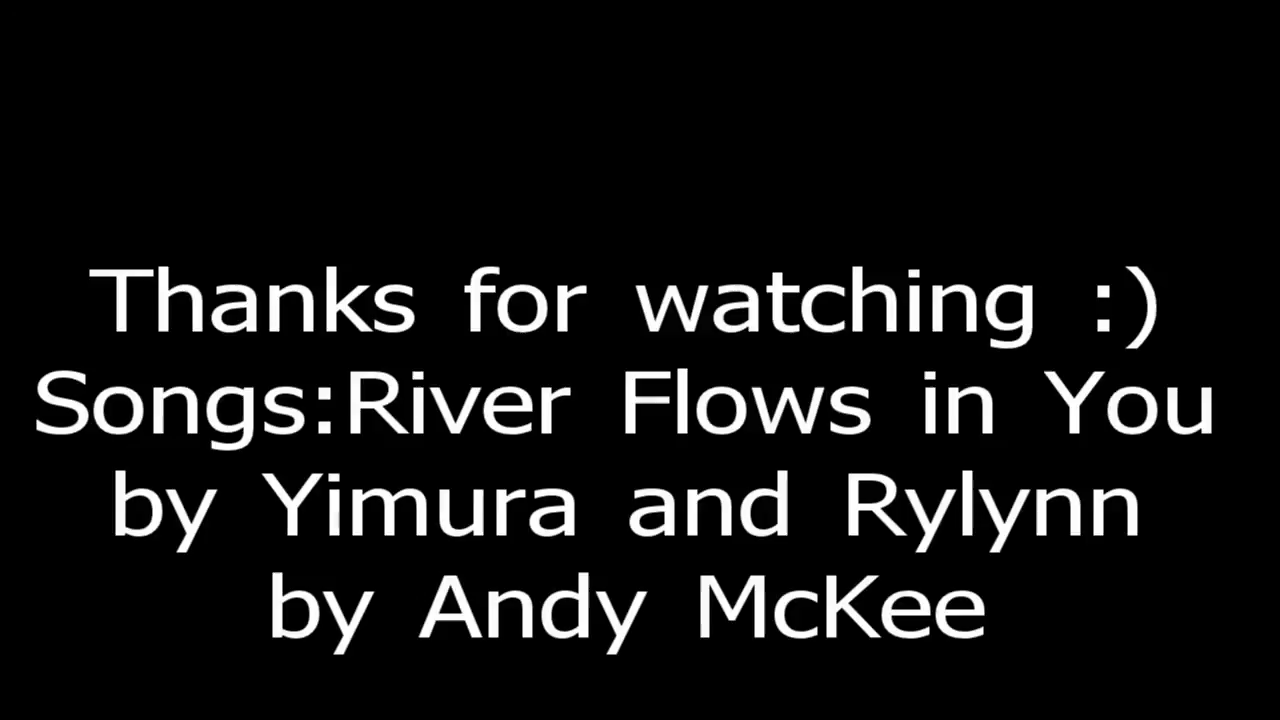 Thanks for watching :)
Songs:River Flows in You
by Yimura and Rylynn
by Andy McKee